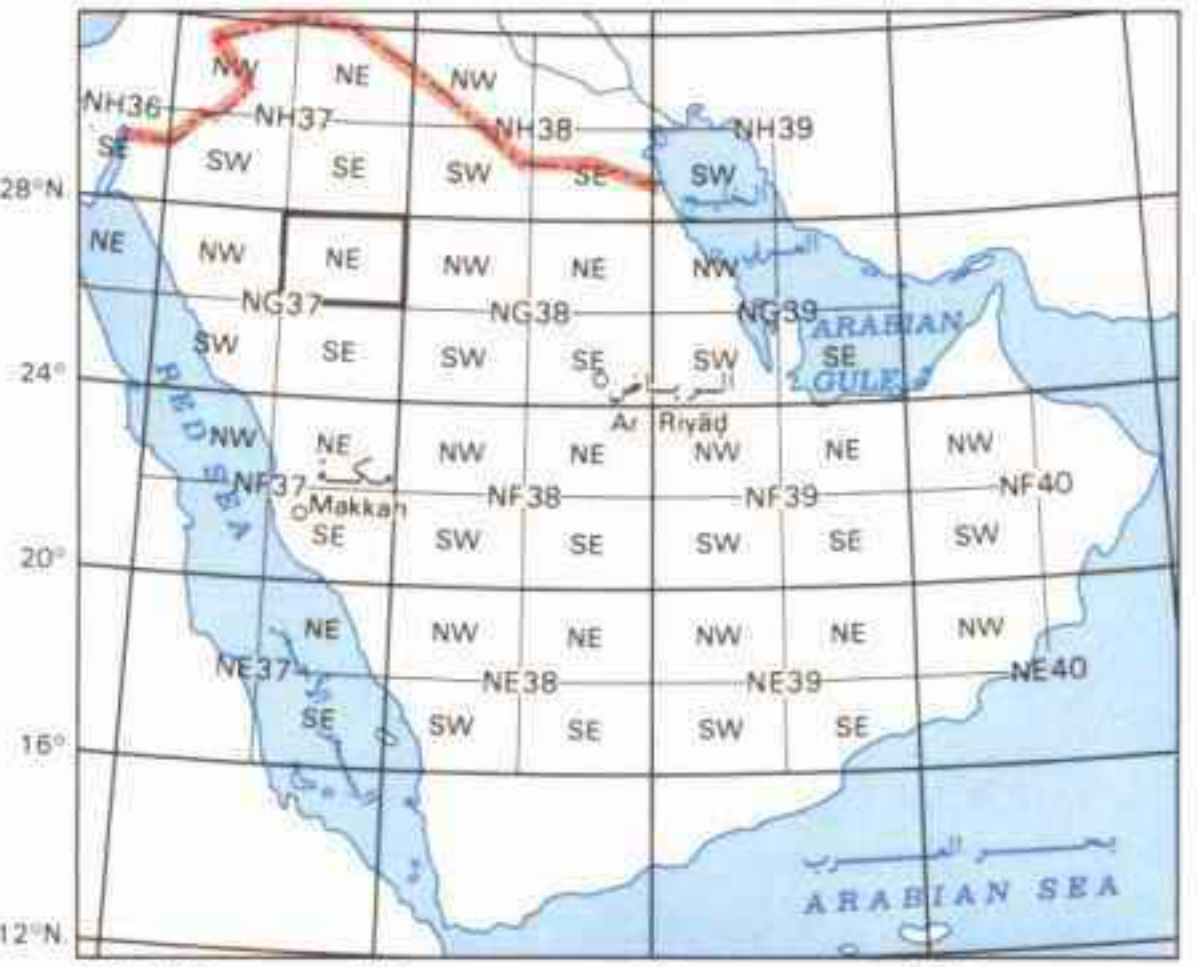 NW NE NW
NH36 NH37 NH38 NH39
SE SW SE SW SE SW
28°N.
الخليج
NE NW NE NW NE NW
العربي
NG37 NG38 NG39
ARABIAN
SW SE SW SE SW SE
24°
GULF
الرياض
Ar Riyāḍ
RED SEA
NW NE NW NE NW NE NW
مكة
NF37 NF38 NF39 NF40
Makkah
SE SW SE SW SE SW
20°
NE NW NE NW NE NW
NE37 NE38 NE39 NE40
SE SW SE SW SE
16°
بحر العرب
ARABIAN SEA
12°N.